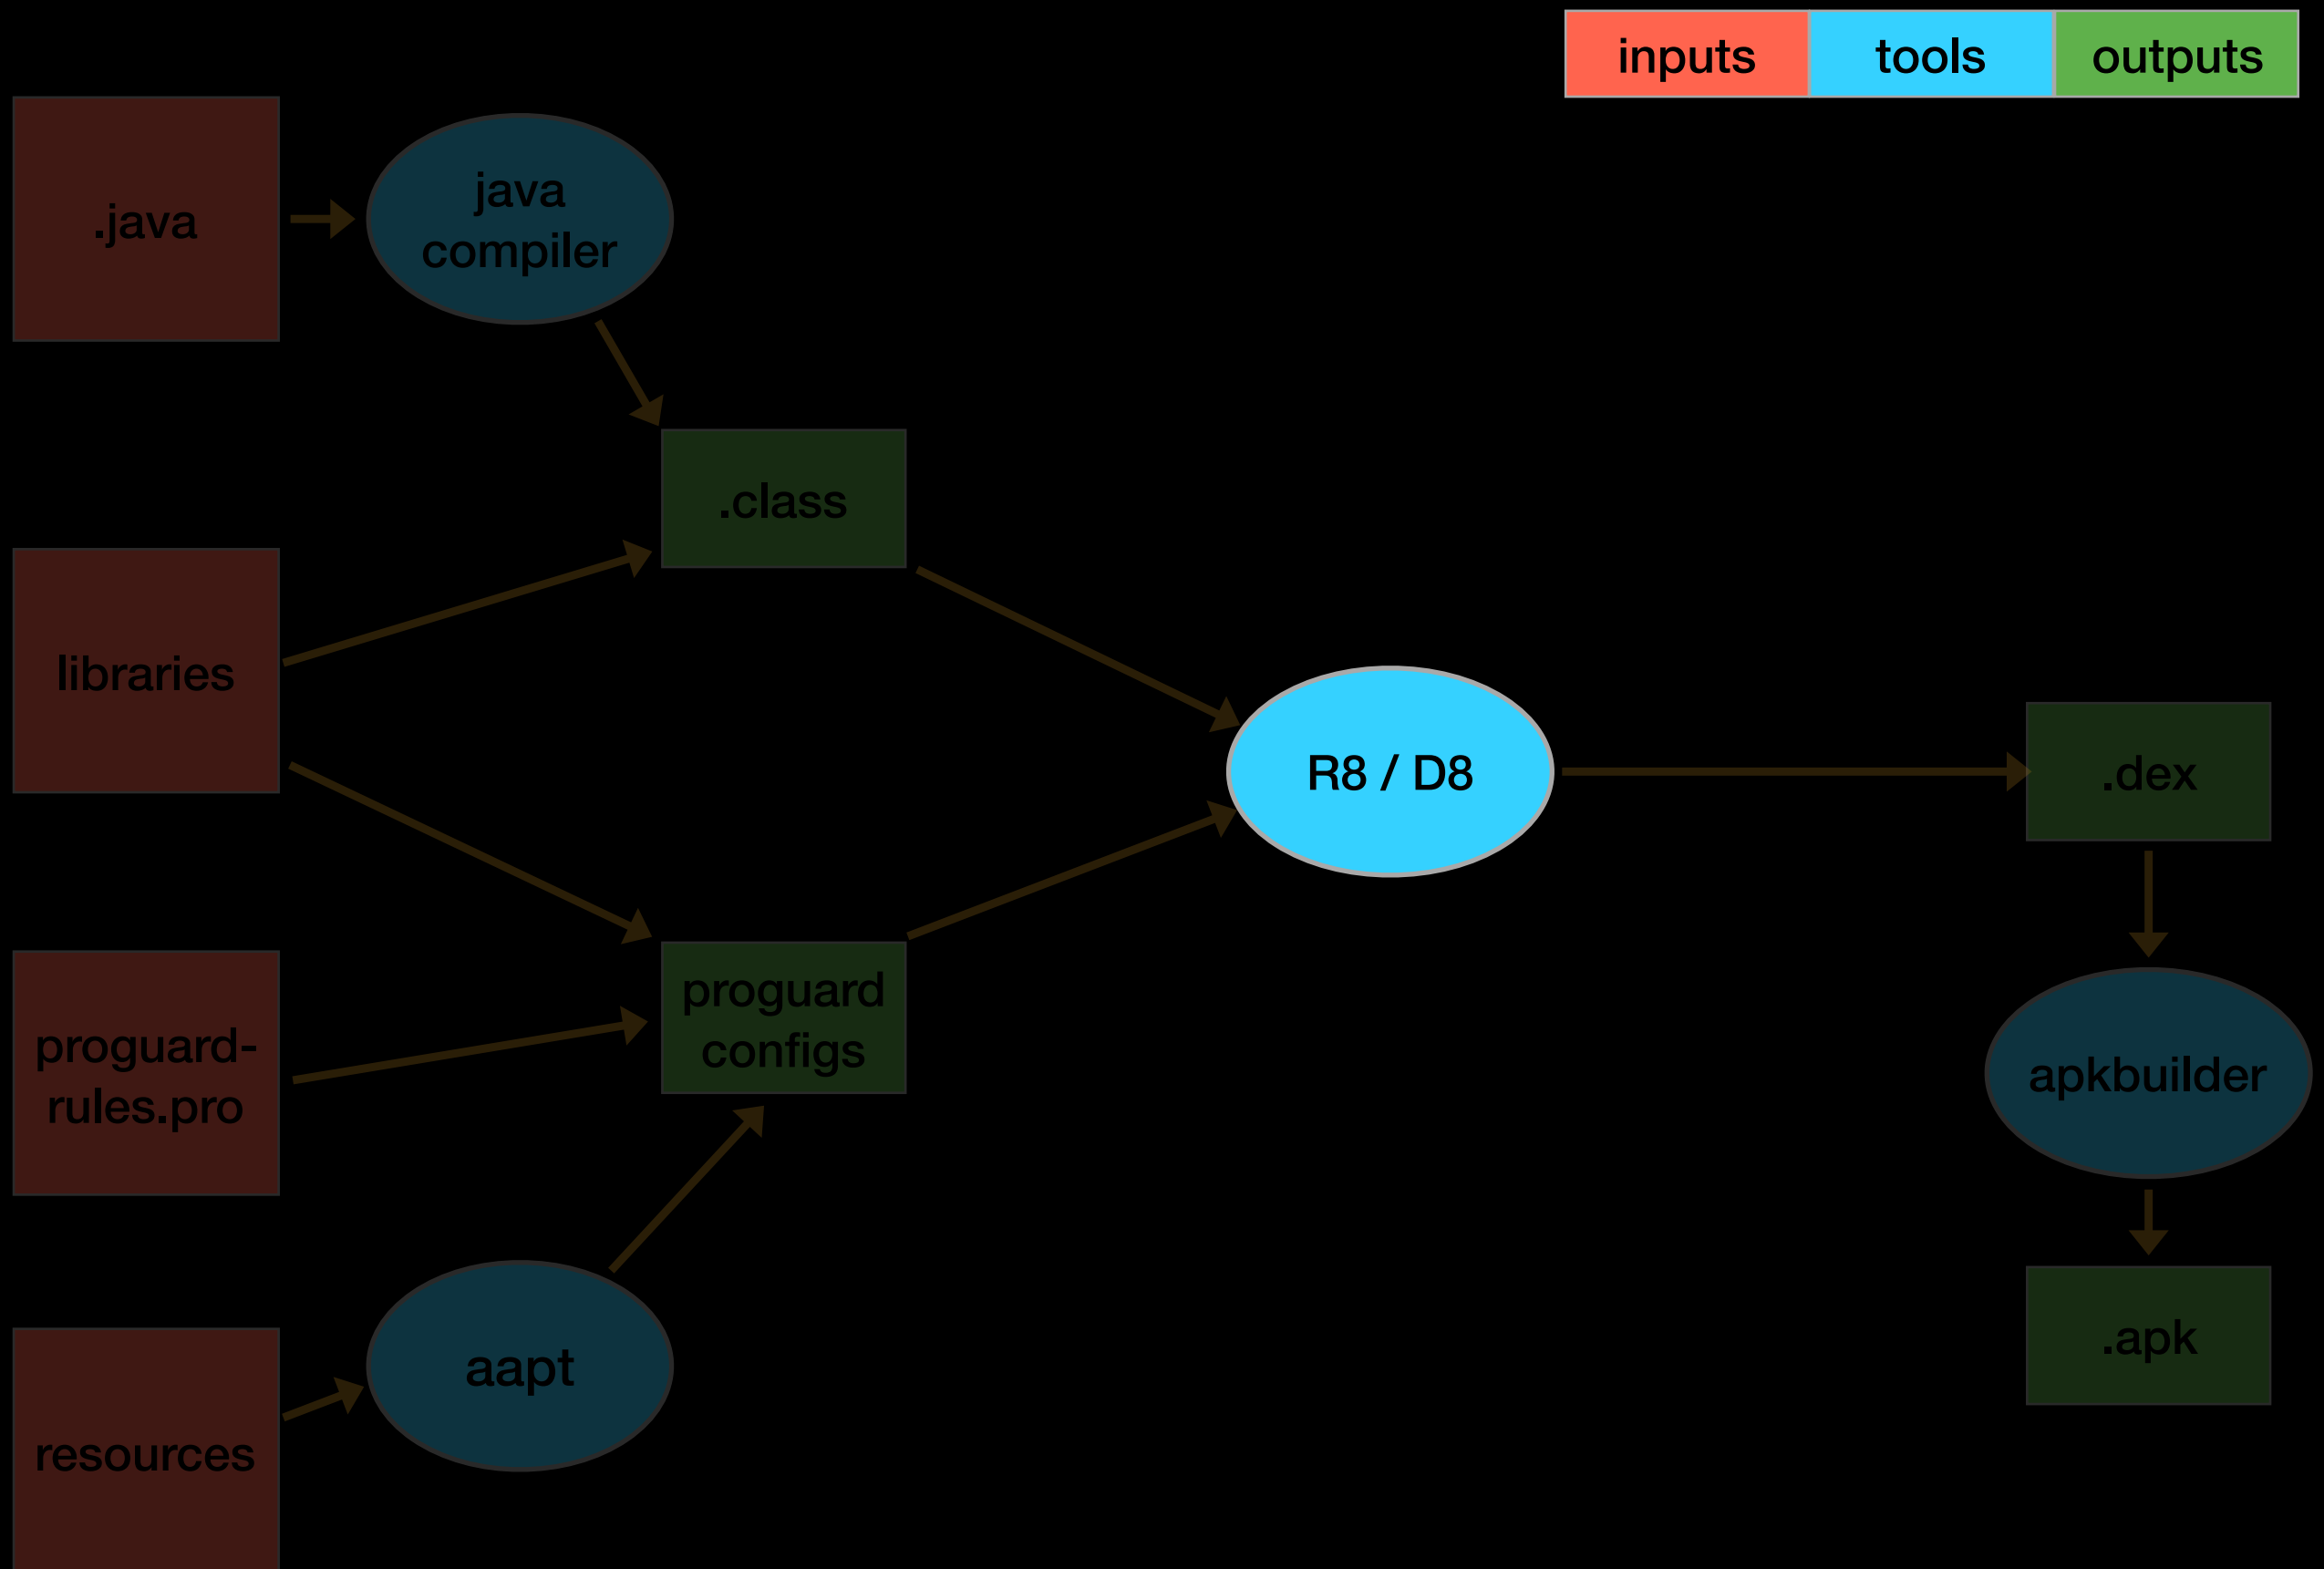 inputs
tools
outputs
.java
java
compiler
.class
libraries
R8 / D8
.dex
proguard
configs
proguard-
rules.pro
apkbuilder
aapt
.apk
resources